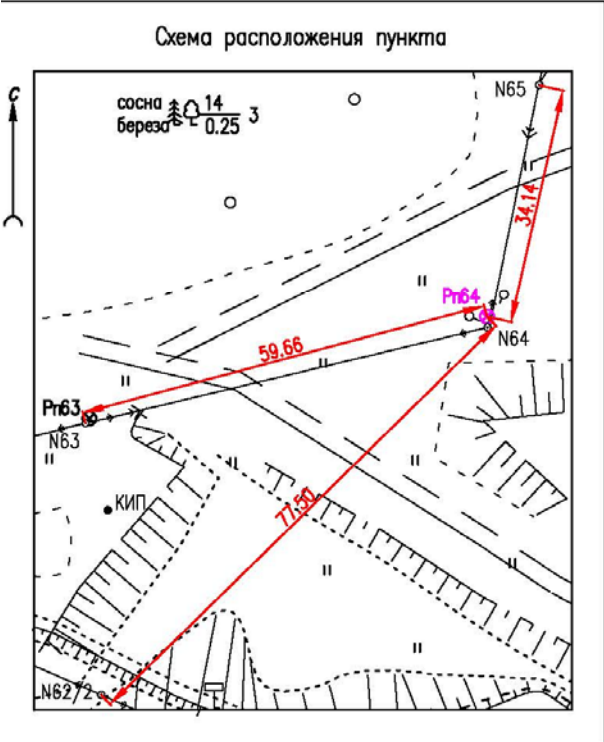 Схема расположения пункта
С
сосна 14 3
береза 0.25
N65
34.14
Рп64
N64
59.66
Рп63
N63
77.50
КИП
N62/2